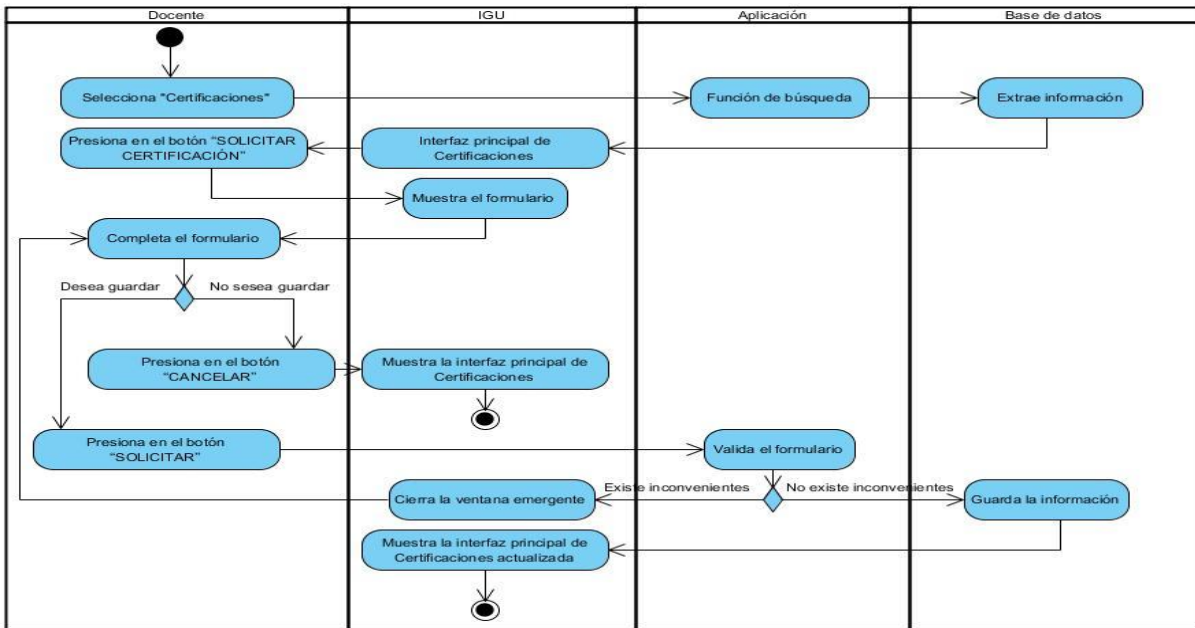 Docente
IGU
Aplicación
Base de datos
Selecciona "Certificaciones"
Función de búsqueda
Extrae información
Presiona en el botón "SOLICITAR
CERTIFICACIÓN"
Interfaz principal de
Certificaciones
Muestra el formulario
Completa el formulario
Desea guardar
No sesea guardar
Presiona en el botón
"CANCELAR"
Muestra la interfaz principal de
Certificaciones
Presiona en el botón
"SOLICITAR"
Valida el formulario
Existe inconvenientes
No existe inconvenientes
Cierra la ventana emergente
Guarda la información
Muestra la interfaz principal de
Certificaciones actualizada